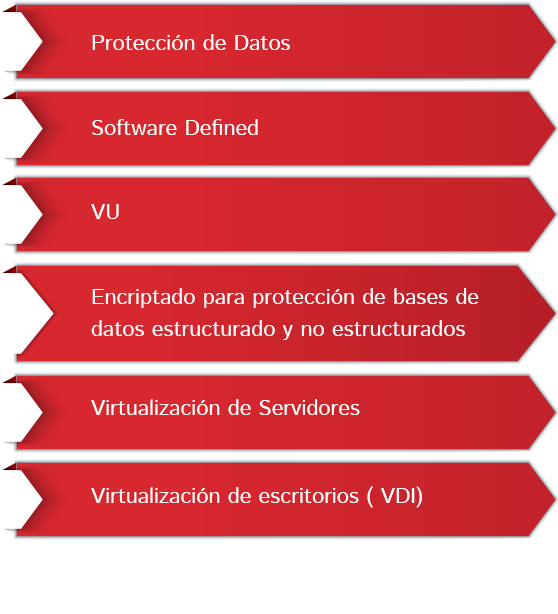 Protección de Datos
Software Defined
VU
Encriptado para protección de bases de
datos estructurado y no estructurados
Virtualización de Servidores
Virtualización de escritorios ( VDI)